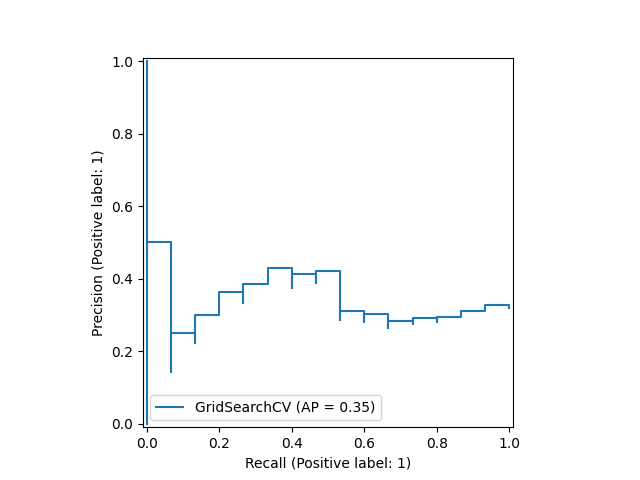 1.0
0.8
0.6
0.4
0.2
0.0
Precision (Positive label: 1)
GridSearchCV (AP = 0.35)
0.0 0.2 0.4 0.6 0.8 1.0
Recall (Positive label: 1)